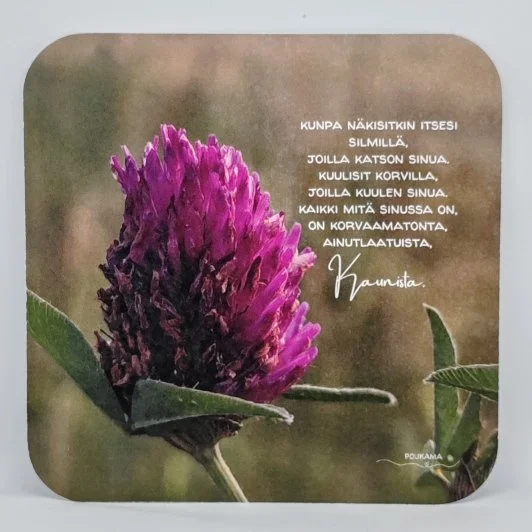 KUNPA NÄKISITKIN ITSESI
SILMILLÄ,
JOILLA KATSON SINUA.
KUULISIT KORVILLA,
JOILLA KUULEN SINUA.
KAIKKI MITÄ SINUSSA ON,
ON KORVAAMATONTA,
AINUTLAATUISTA,
Kaunista.
POUKAMA